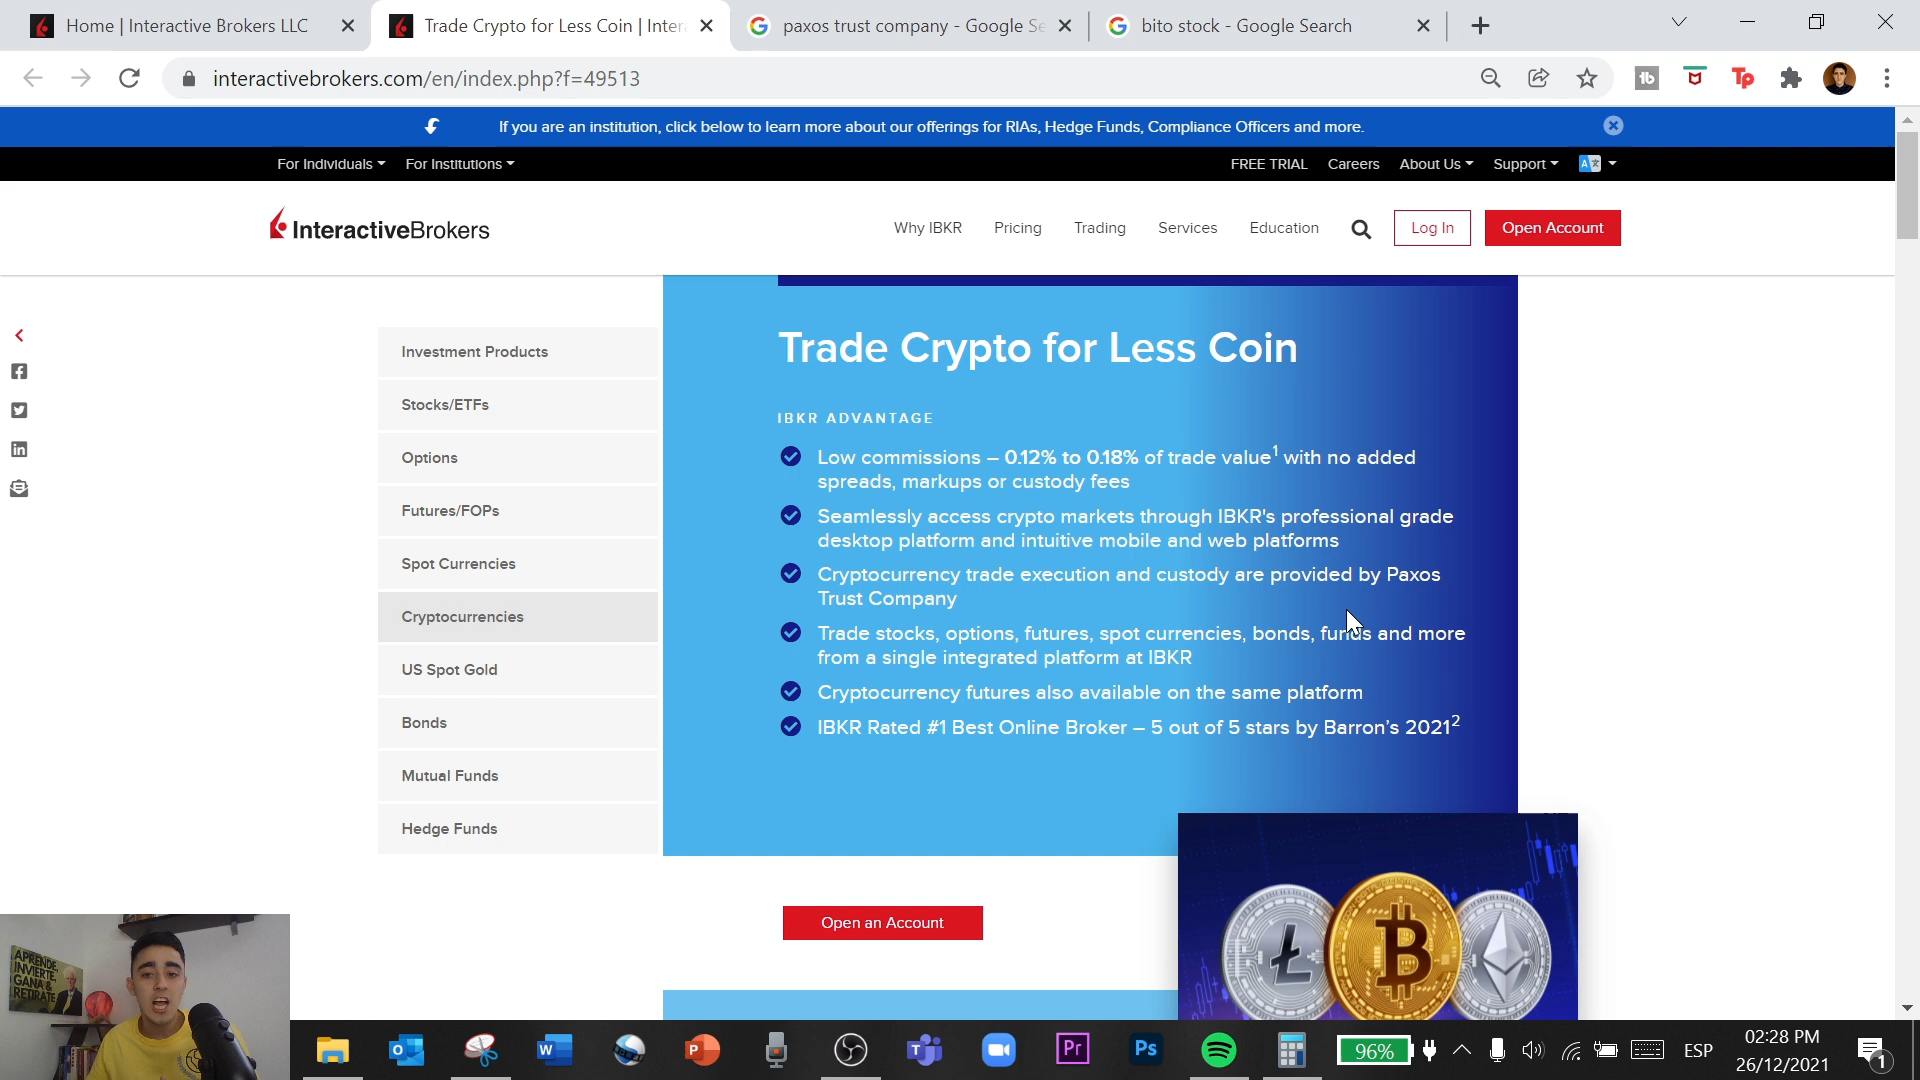 Home | Interactive Brokers LLC
Trade Crypto for Less Coin | Inter
paxos trust company - Google Se
bito stock - Google Search
interactivebrokers.com/en/index.php?f=49513
If you are an institution, click below to learn more about our offerings for RIAs, Hedge Funds, Compliance Officers and more.
For Individuals
For Institutions
FREE TRIAL
Careers
About Us
Support
InteractiveBrokers
Why IBKR
Pricing
Trading
Services
Education
Log In
Open Account
Investment Products
Stocks/ETFs
Options
Futures/FOPs
Spot Currencies
Cryptocurrencies
US Spot Gold
Bonds
Mutual Funds
Hedge Funds
Trade Crypto for Less Coin
IBKR ADVANTAGE
Low commissions – 0.12% to 0.18% of trade value1 with no added
spreads, markups or custody fees
Seamlessly access crypto markets through IBKR's professional grade
desktop platform and intuitive mobile and web platforms
Cryptocurrency trade execution and custody are provided by Paxos
Trust Company
Trade stocks, options, futures, spot currencies, bonds, funds and more
from a single integrated platform at IBKR
Cryptocurrency futures also available on the same platform
IBKR Rated #1 Best Online Broker – 5 out of 5 stars by Barron's 20212
Open an Account
APRENDE,
INVIERTE,
GANA &
RETIRATE
96%
ESP
02:28 PM
26/12/2021
1